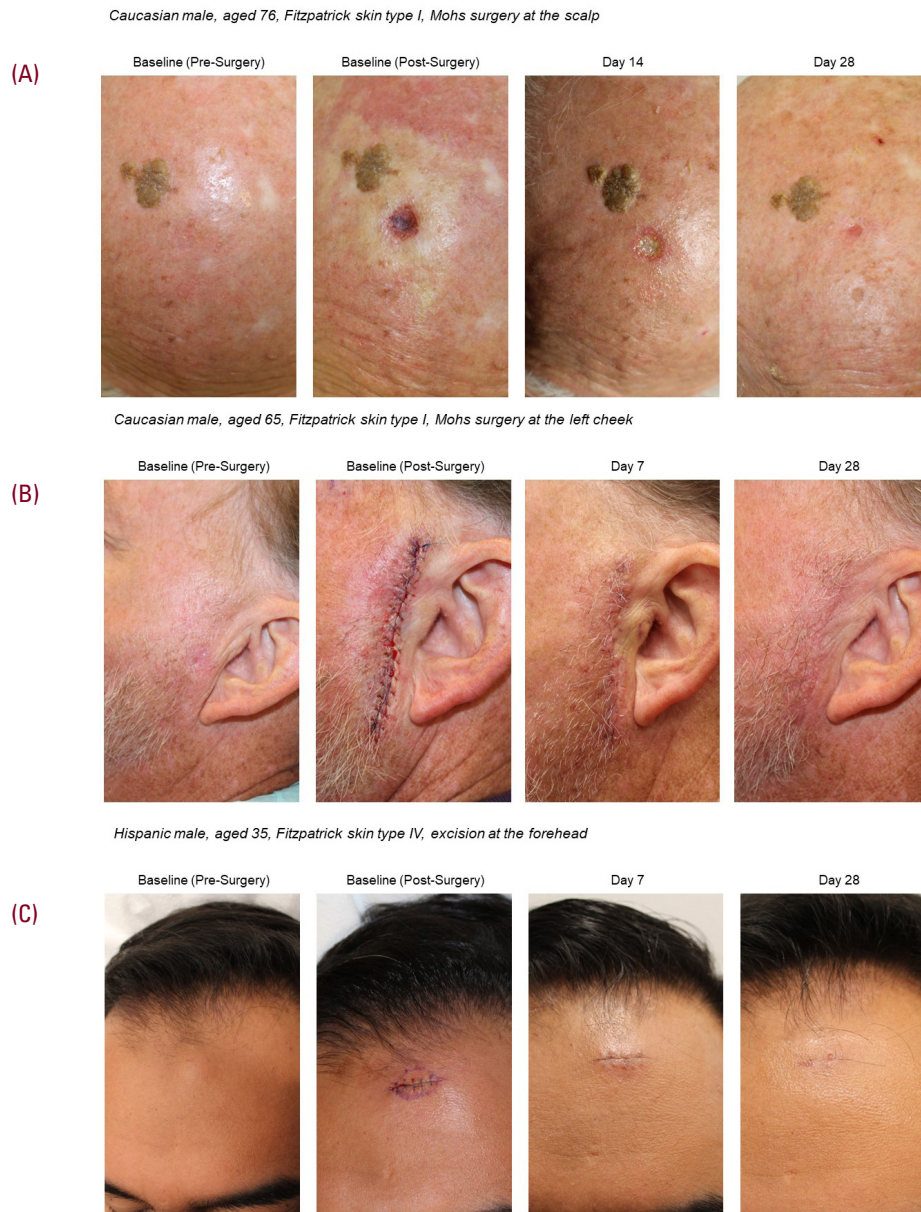 Caucasian male, aged 76, Fitzpatrick skin type I, Mohs surgery at the scalp
(A)
Baseline (Pre-Surgery) Baseline (Post-Surgery) Day 14 Day 28
Caucasian male, aged 65, Fitzpatrick skin type I, Mohs surgery at the left cheek
(B)
Baseline (Pre-Surgery) Baseline (Post-Surgery) Day 7 Day 28
Hispanic male, aged 35, Fitzpatrick skin type IV, excision at the forehead
(C)
Baseline (Pre-Surgery) Baseline (Post-Surgery) Day 7 Day 28